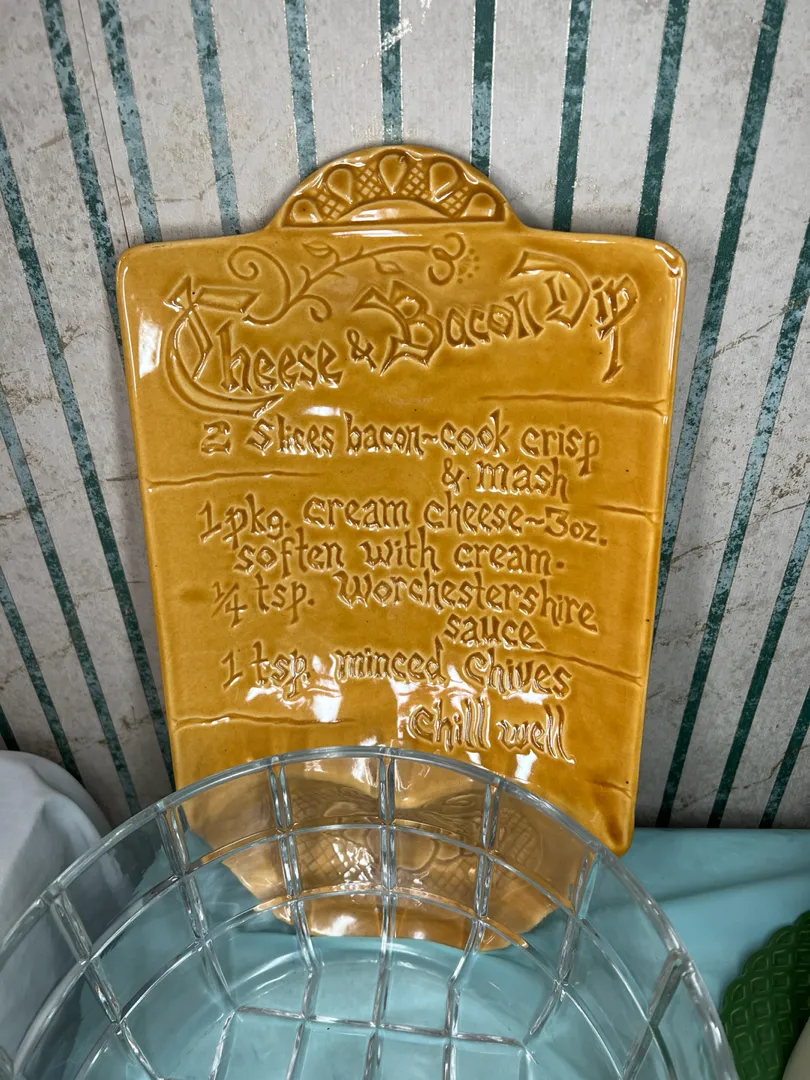 Cheese & Bacon Dip
2 Slices bacon~cook crisp
& mash
1 pkg. cream cheese~3oz.
soften with cream.
1/4 tsp. Worchestershire
sauce
1 tsp. minced Chives
Chill well